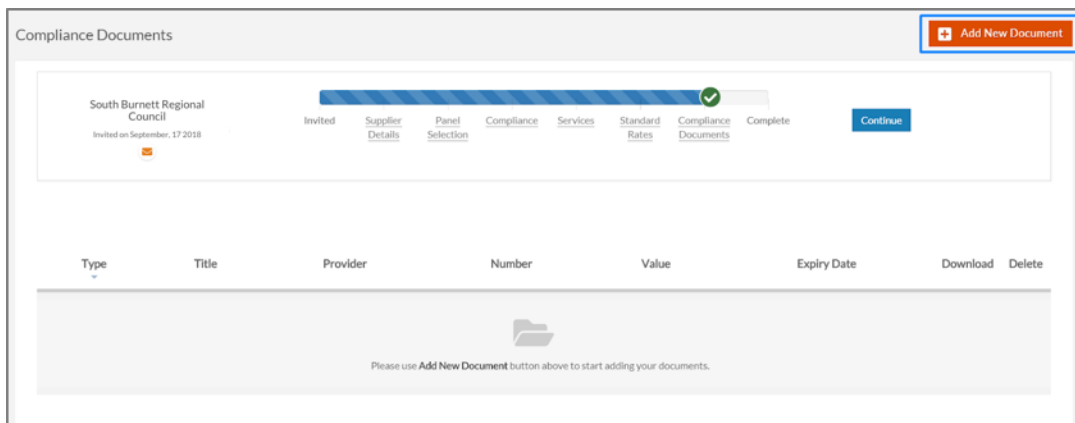 Compliance Documents
Add New Document
South Burnett Regional
Council
Invited on September, 17 2018
Invited
Supplier
Details
Panel
Selection
Compliance
Services
Standard
Rates
Compliance
Documents
Complete
Continue
Type Title Provider Number Value Expiry Date Download Delete
Please use Add New Document button above to start adding your documents.